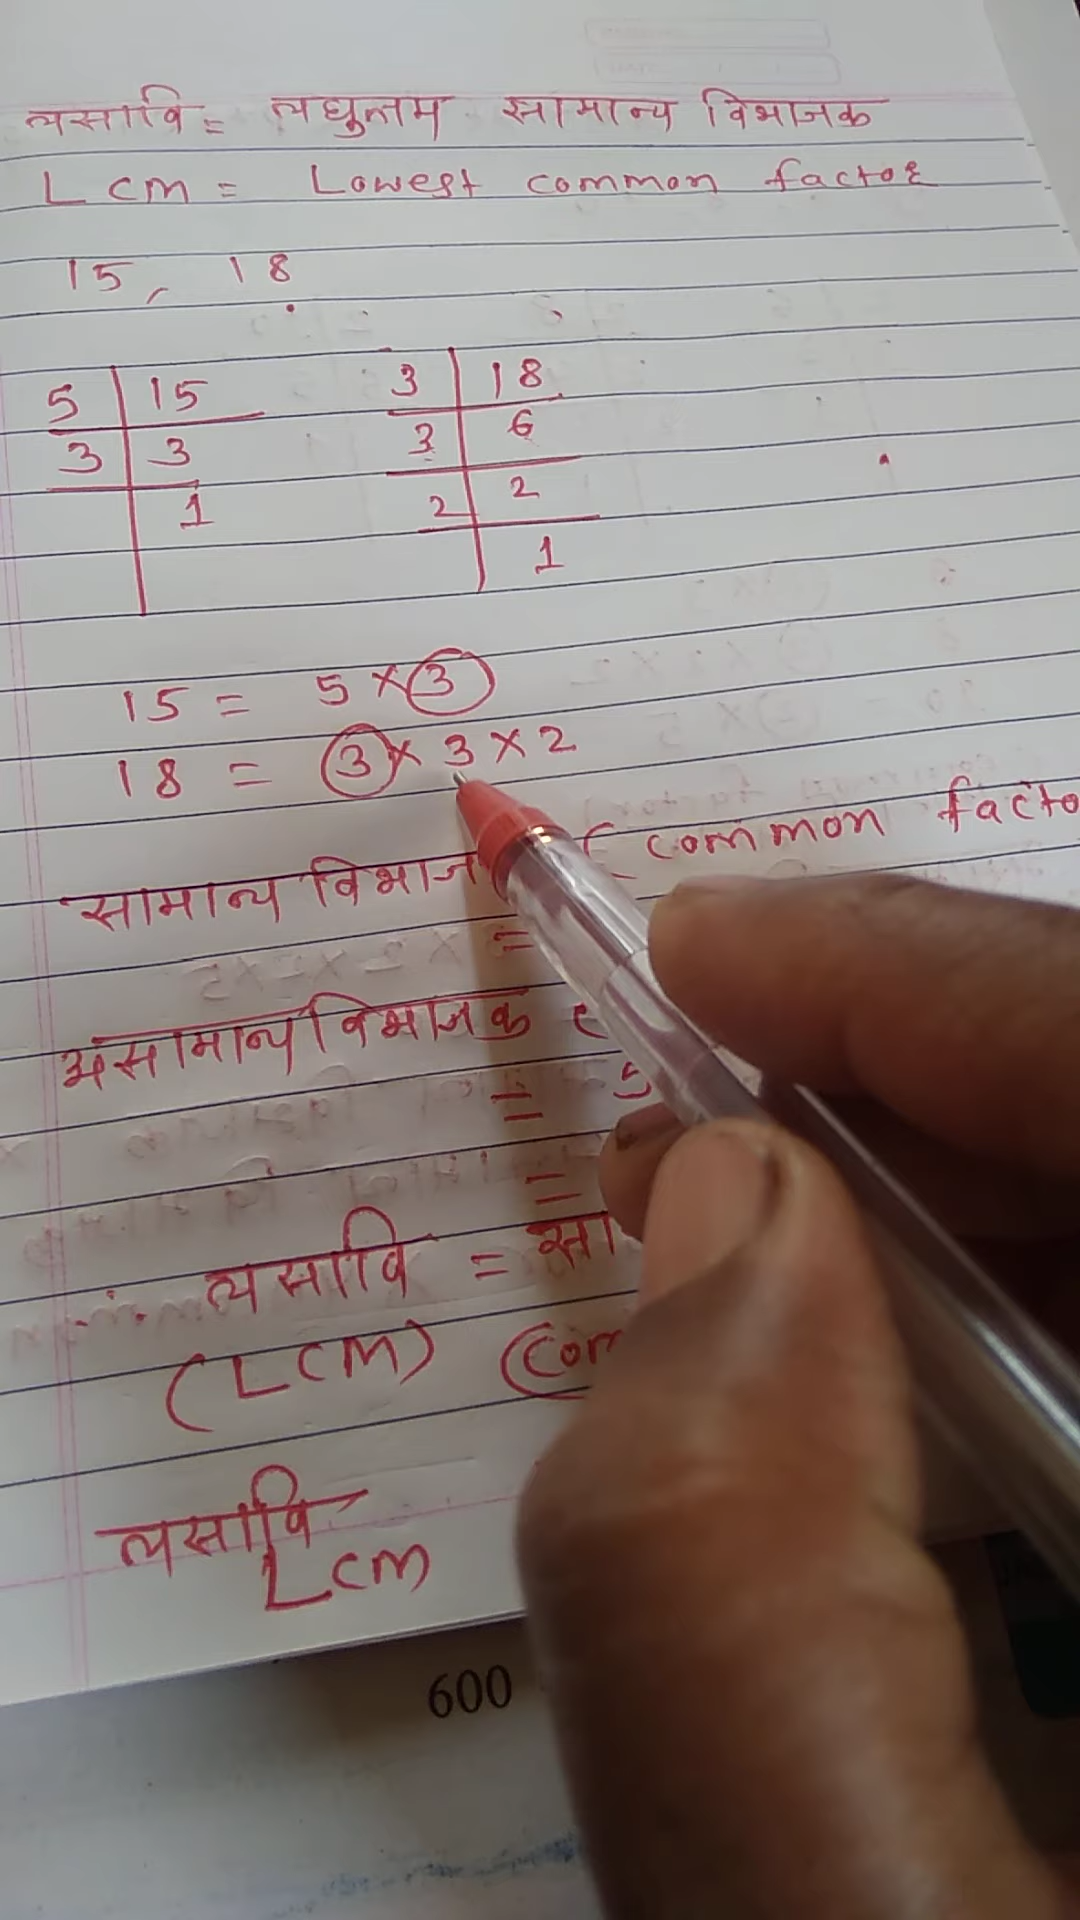 लसावि = लघुत्तम सामान्य विभाजक
LCM = Lowest common factor
15, 18
5 15 3 18
3 3 3 6
1 2 2
1
15 = 5 × 3
18 = 3 × 3 × 2
सामान्य विभाज ( common facto
=
असामान्य विभाजक
= 5
=
∴ लसावि = सा
(LCM) (Com
लसावि
LCM
600